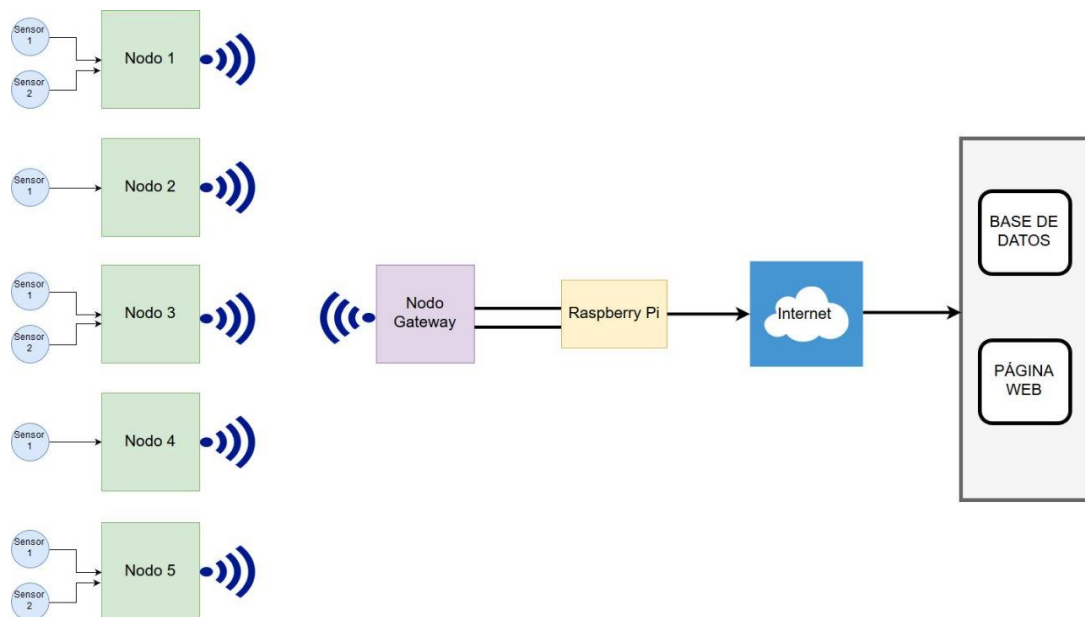 Sensor
1
Sensor
2
Nodo 1
Sensor
1
Nodo 2
Sensor
1
Sensor
2
Nodo 3
Sensor
1
Nodo 4
Sensor
1
Sensor
2
Nodo 5
Nodo
Gateway
Raspberry Pi
Internet
BASE DE
DATOS
PÁGINA
WEB